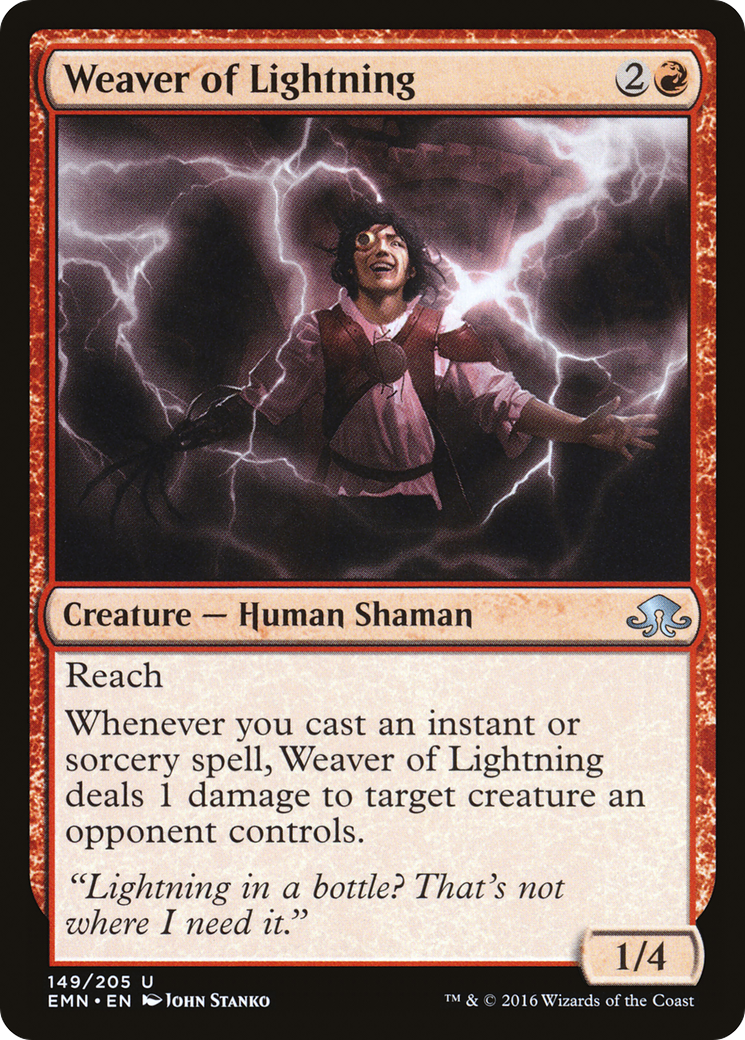 Weaver of Lightning 2
Creature — Human Shaman
Reach
Whenever you cast an instant or
sorcery spell, Weaver of Lightning
deals 1 damage to target creature an
opponent controls.
“Lightning in a bottle? That’s not
where I need it.”
1/4
149/205 U
EMN • EN John Stanko
™ & © 2016 Wizards of the Coast